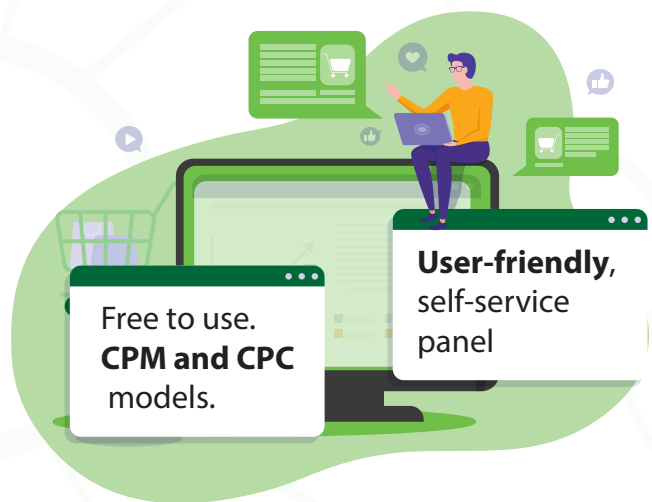 Free to use.
CPM and CPC
models.
User-friendly,
self-service
panel